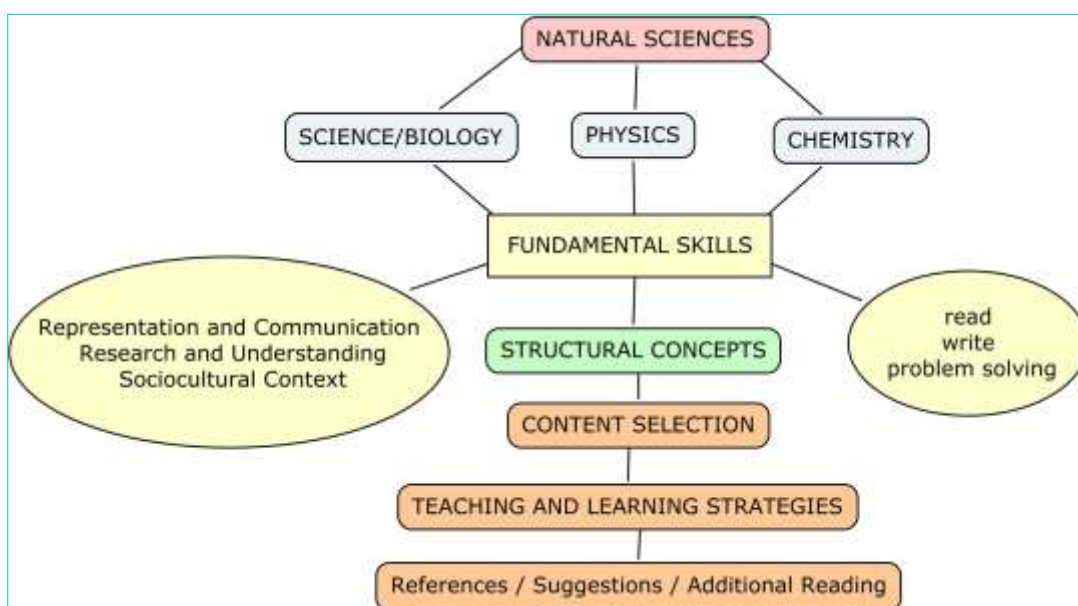 NATURAL SCIENCES
SCIENCE/BIOLOGY
PHYSICS
CHEMISTRY
FUNDAMENTAL SKILLS
Representation and Communication
Research and Understanding
Sociocultural Context
read
write
problem solving
STRUCTURAL CONCEPTS
CONTENT SELECTION
TEACHING AND LEARNING STRATEGIES
References / Suggestions / Additional Reading